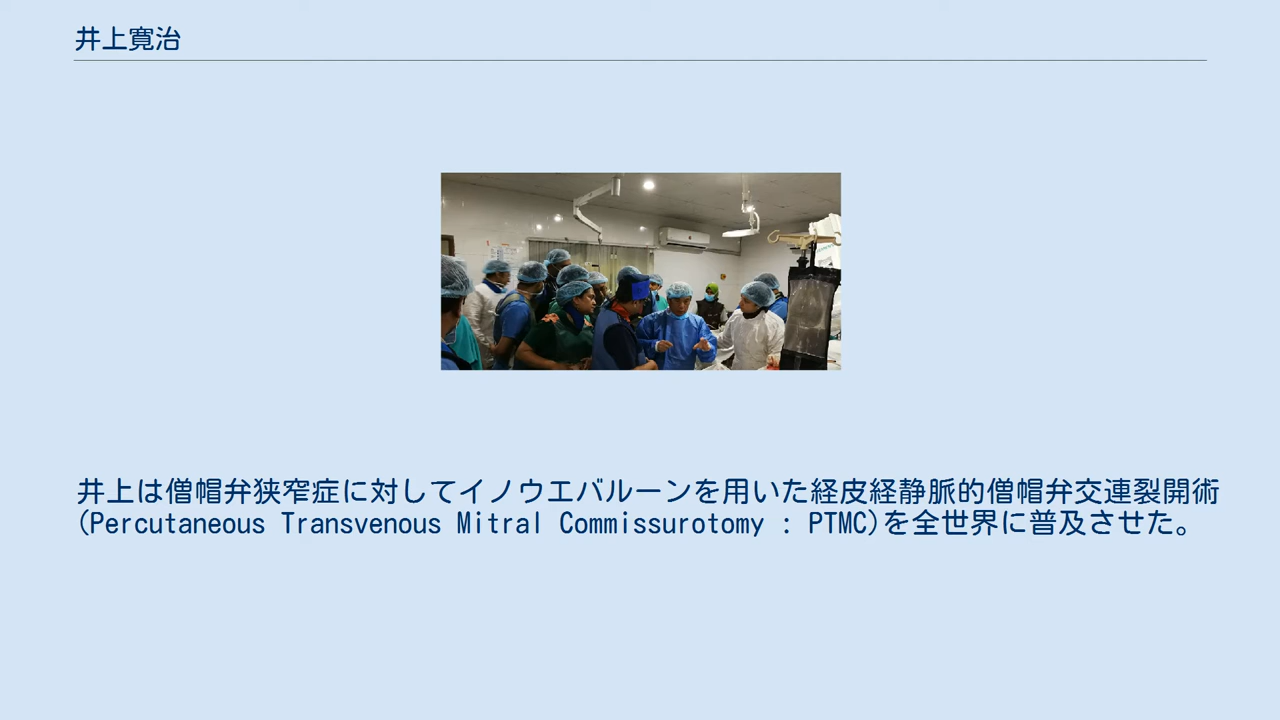 井上寛治
井上は僧帽弁狭窄症に対してイノウエバルーンを用いた経皮経静脈的僧帽弁交連裂開術
(Percutaneous Transvenous Mitral Commissurotomy : PTMC)を全世界に普及させた。